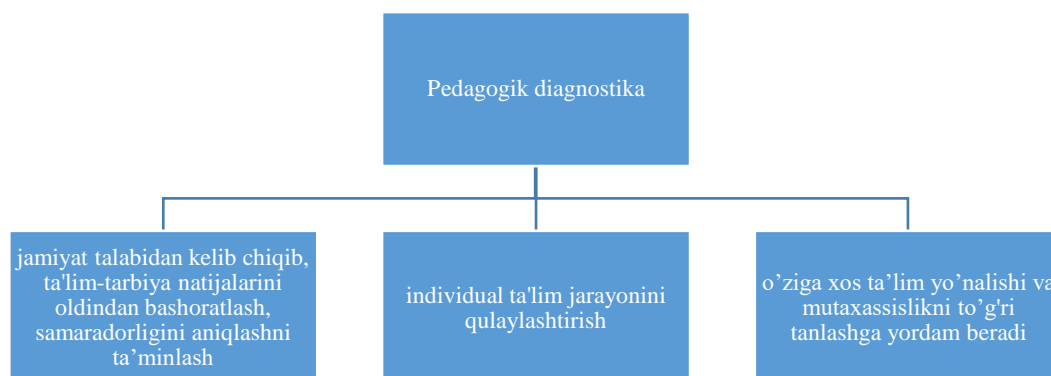 Pedagogik diagnostika
jamiyat talabidan kelib chiqib,
ta'lim-tarbiya natijalarini
oldindan bashoratlash,
samaradorligini aniqlashni
ta’minlash
individual ta'lim jarayonini
qulaylashtirish
o’ziga xos ta’lim yo’nalishi va
mutaxassislikni to’g'ri
tanlashga yordam beradi